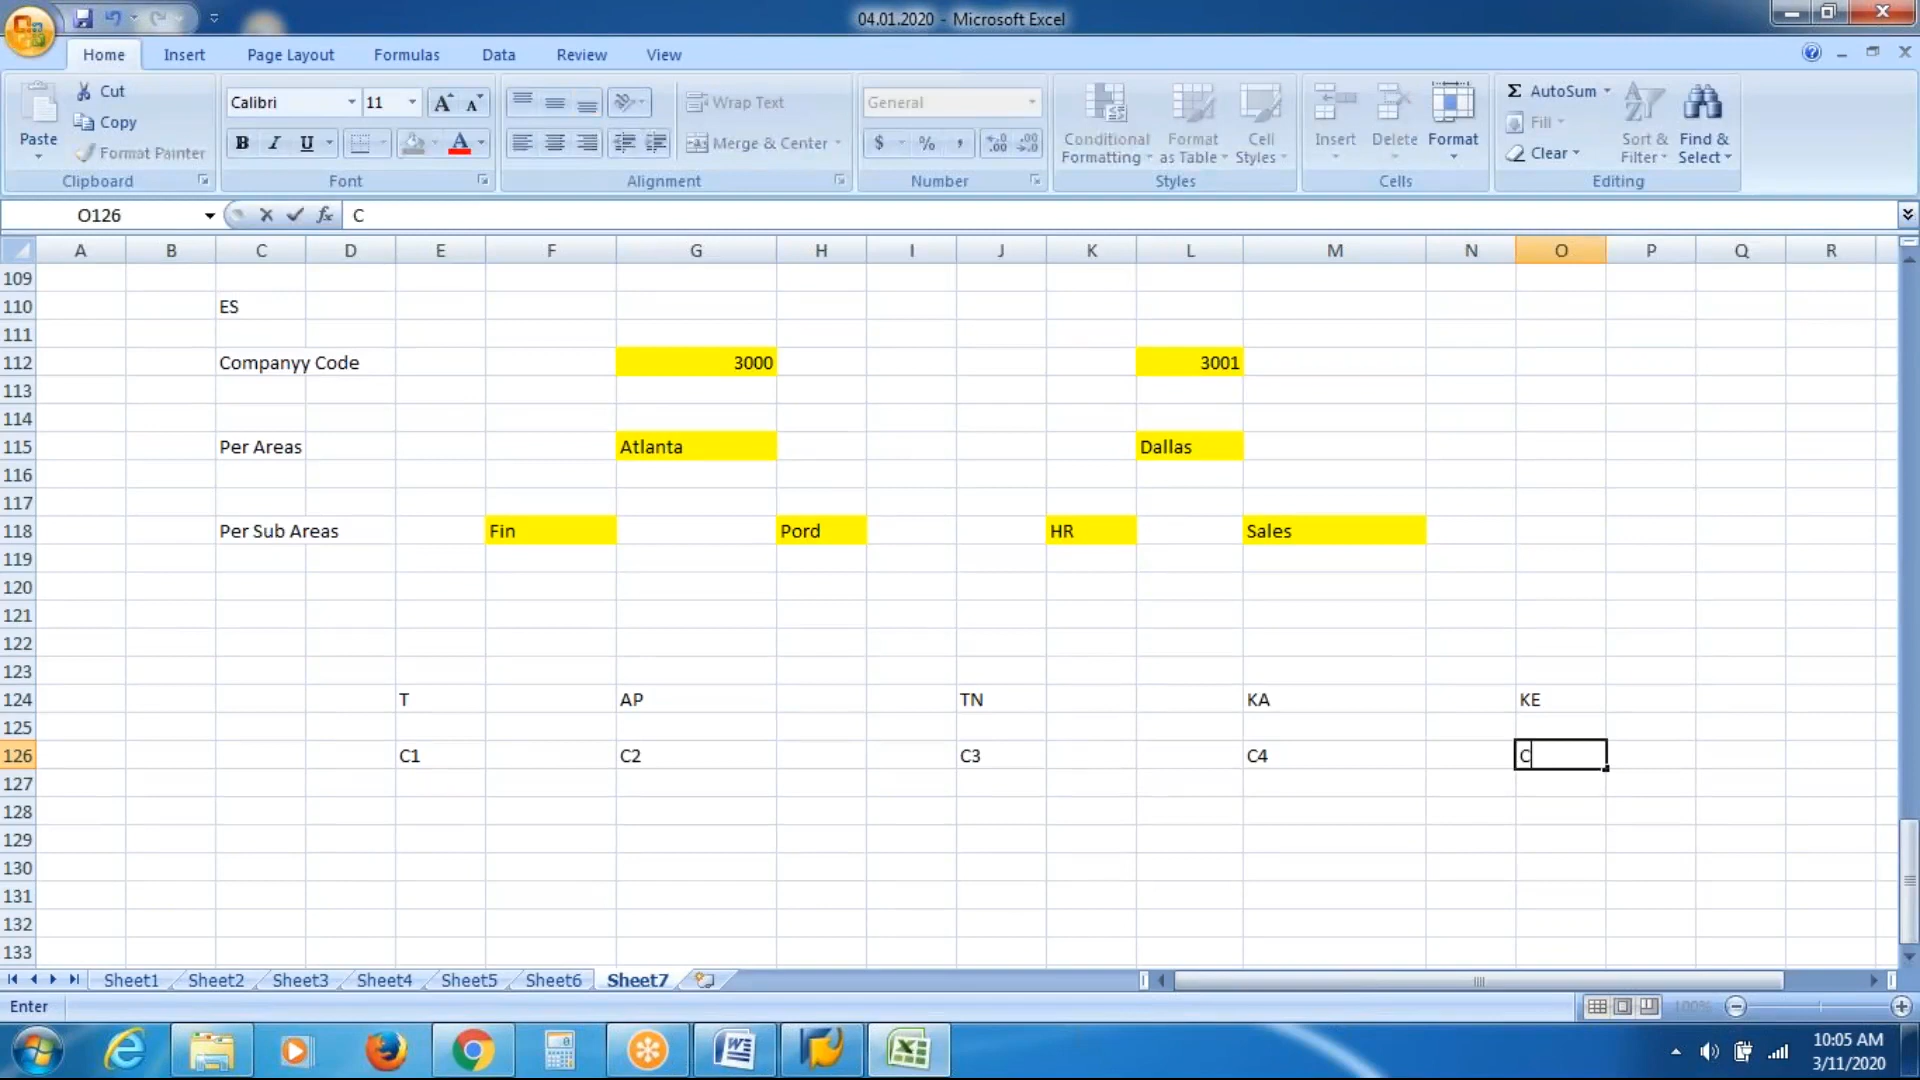 04.01.2020 - Microsoft Excel
Home Insert Page Layout Formulas Data Review View
Paste
Cut
Copy
Format Painter
Clipboard
Calibri 11
B I U
Font
Wrap Text
Merge & Center
Alignment
General
$ % ,
Number
Conditional Formatting
Format as Table
Cell Styles
Styles
Insert
Delete
Format
Cells
Σ AutoSum
Fill
Clear
Sort & Filter
Find & Select
Editing
O126 fx C
A B C D E F G H I J K L M N O P Q R
109
110 ES
111
112 Companyy Code 3000 3001
113
114
115 Per Areas Atlanta Dallas
116
117
118 Per Sub Areas Fin Pord HR Sales
119
120
121
122
123
124 T AP TN KA KE
125
126 C1 C2 C3 C4 C
127
128
129
130
131
132
133
Sheet1 Sheet2 Sheet3 Sheet4 Sheet5 Sheet6 Sheet7
Enter 100%
10:05 AM
3/11/2020